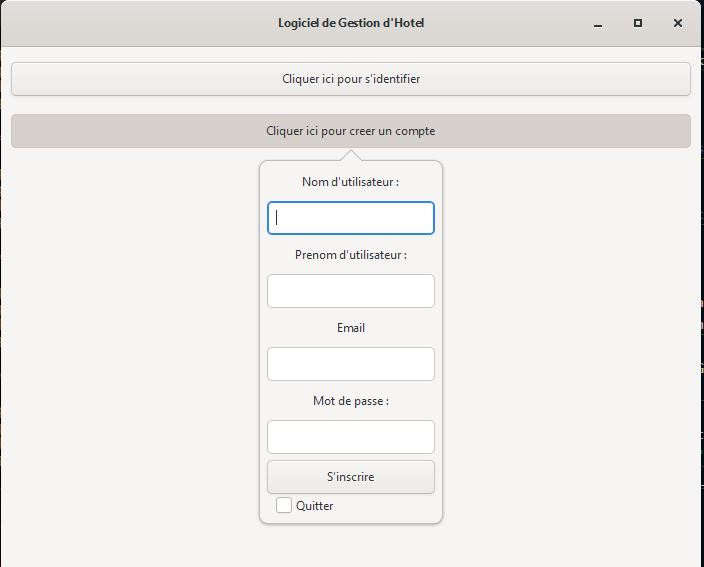 Logiciel de Gestion d'Hotel
Cliquer ici pour s'identifier
Cliquer ici pour creer un compte
Nom d'utilisateur :
Prenom d'utilisateur :
Email
Mot de passe :
S'inscrire
Quitter